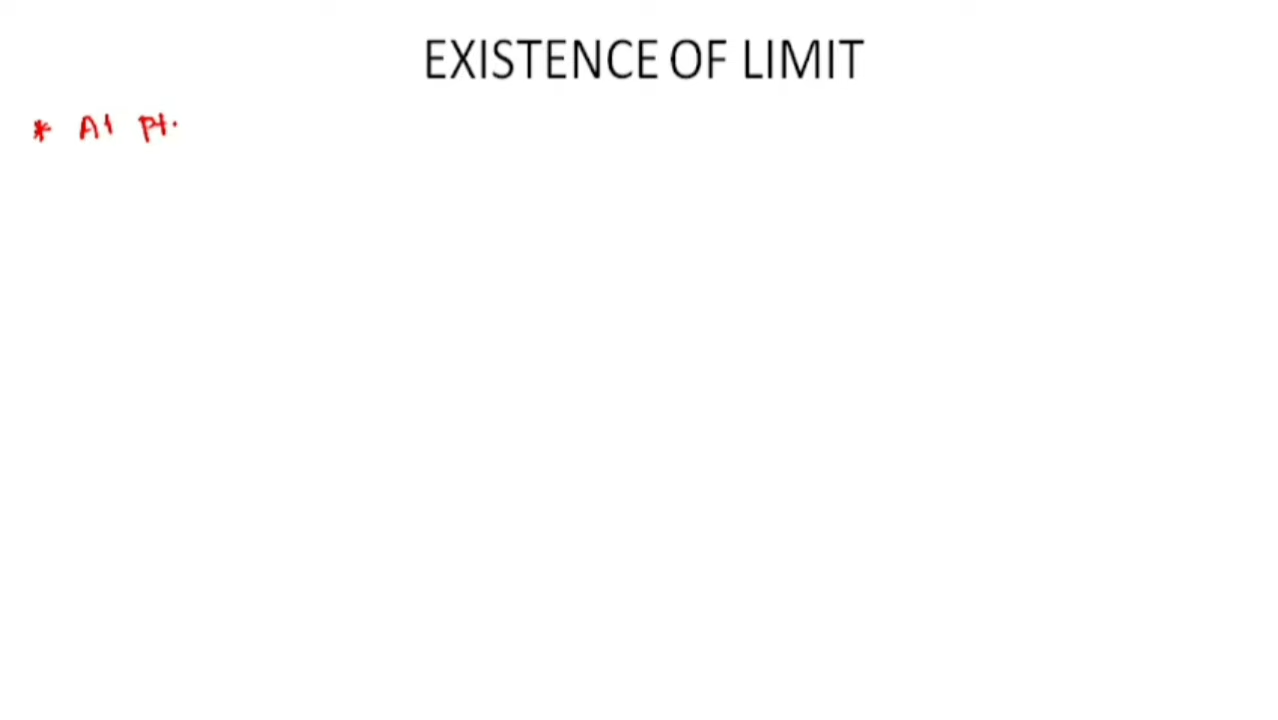 EXISTENCE OF LIMIT
* At pt.